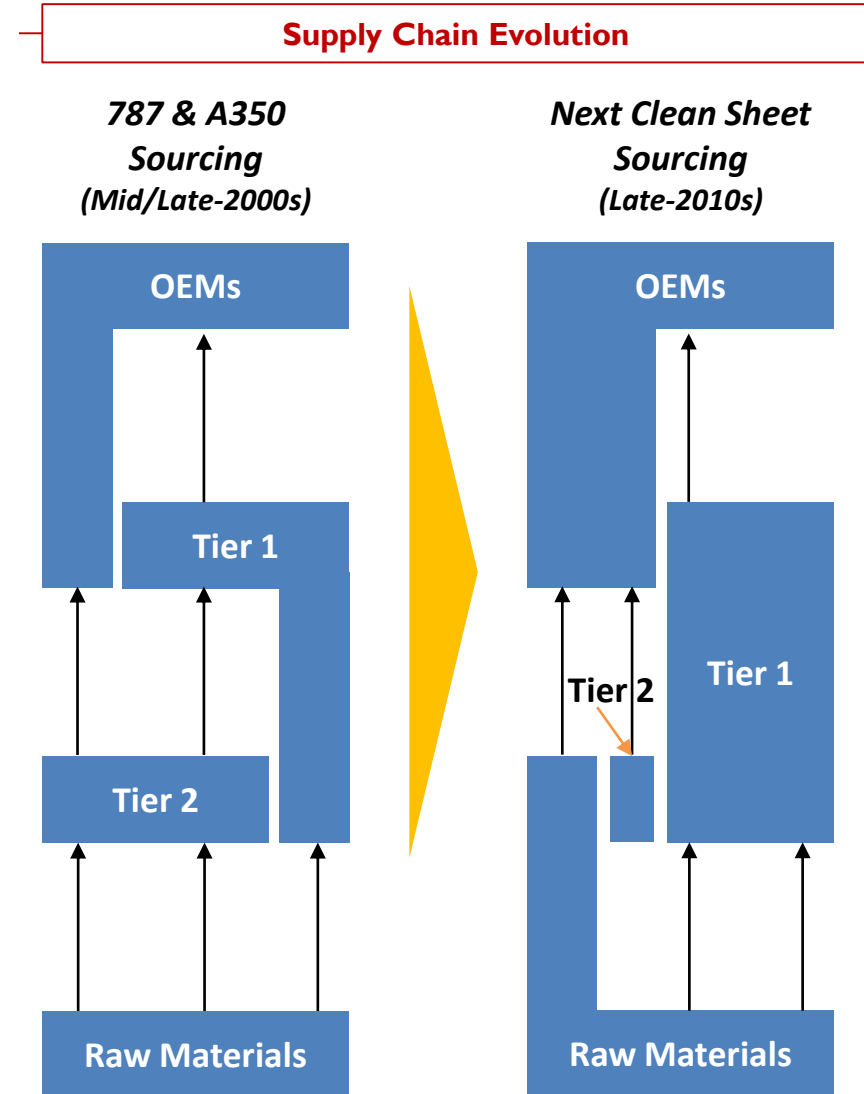 Supply Chain Evolution
787 & A350
Sourcing
(Mid/Late-2000s)
Next Clean Sheet
Sourcing
(Late-2010s)
OEMs
Tier 1
Tier 2
Raw Materials
OEMs
Tier 1
Tier 2
Raw Materials